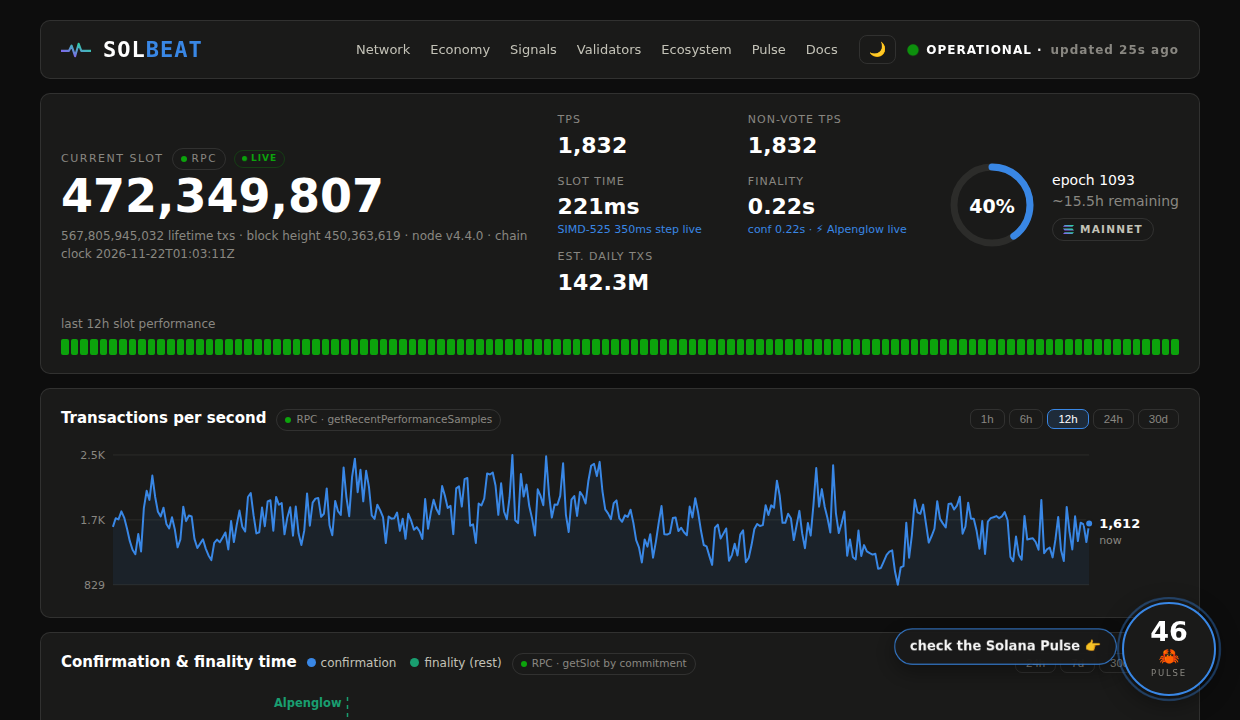 SOLBEAT
Network Economy Signals Validators Ecosystem Pulse Docs 🌙 OPERATIONAL · updated 25s ago
CURRENT SLOT RPC LIVE
472,349,807
567,805,945,032 lifetime txs · block height 450,363,619 · node v4.4.0 · chain
clock 2026-11-22T01:03:11Z
TPS
1,832
NON-VOTE TPS
1,832
SLOT TIME
221ms
SIMD-525 350ms step live
FINALITY
0.22s
conf 0.22s · ⚡ Alpenglow live
EST. DAILY TXS
142.3M
40%
epoch 1093
~15.5h remaining
MAINNET
last 12h slot performance
Transactions per second RPC · getRecentPerformanceSamples
1h 6h 12h 24h 30d
2.5K
1.7K
829
1,612
now
Confirmation & finality time confirmation finality (rest) RPC · getSlot by commitment
Alpenglow
check the Solana Pulse 👉
46
🦀
PULSE